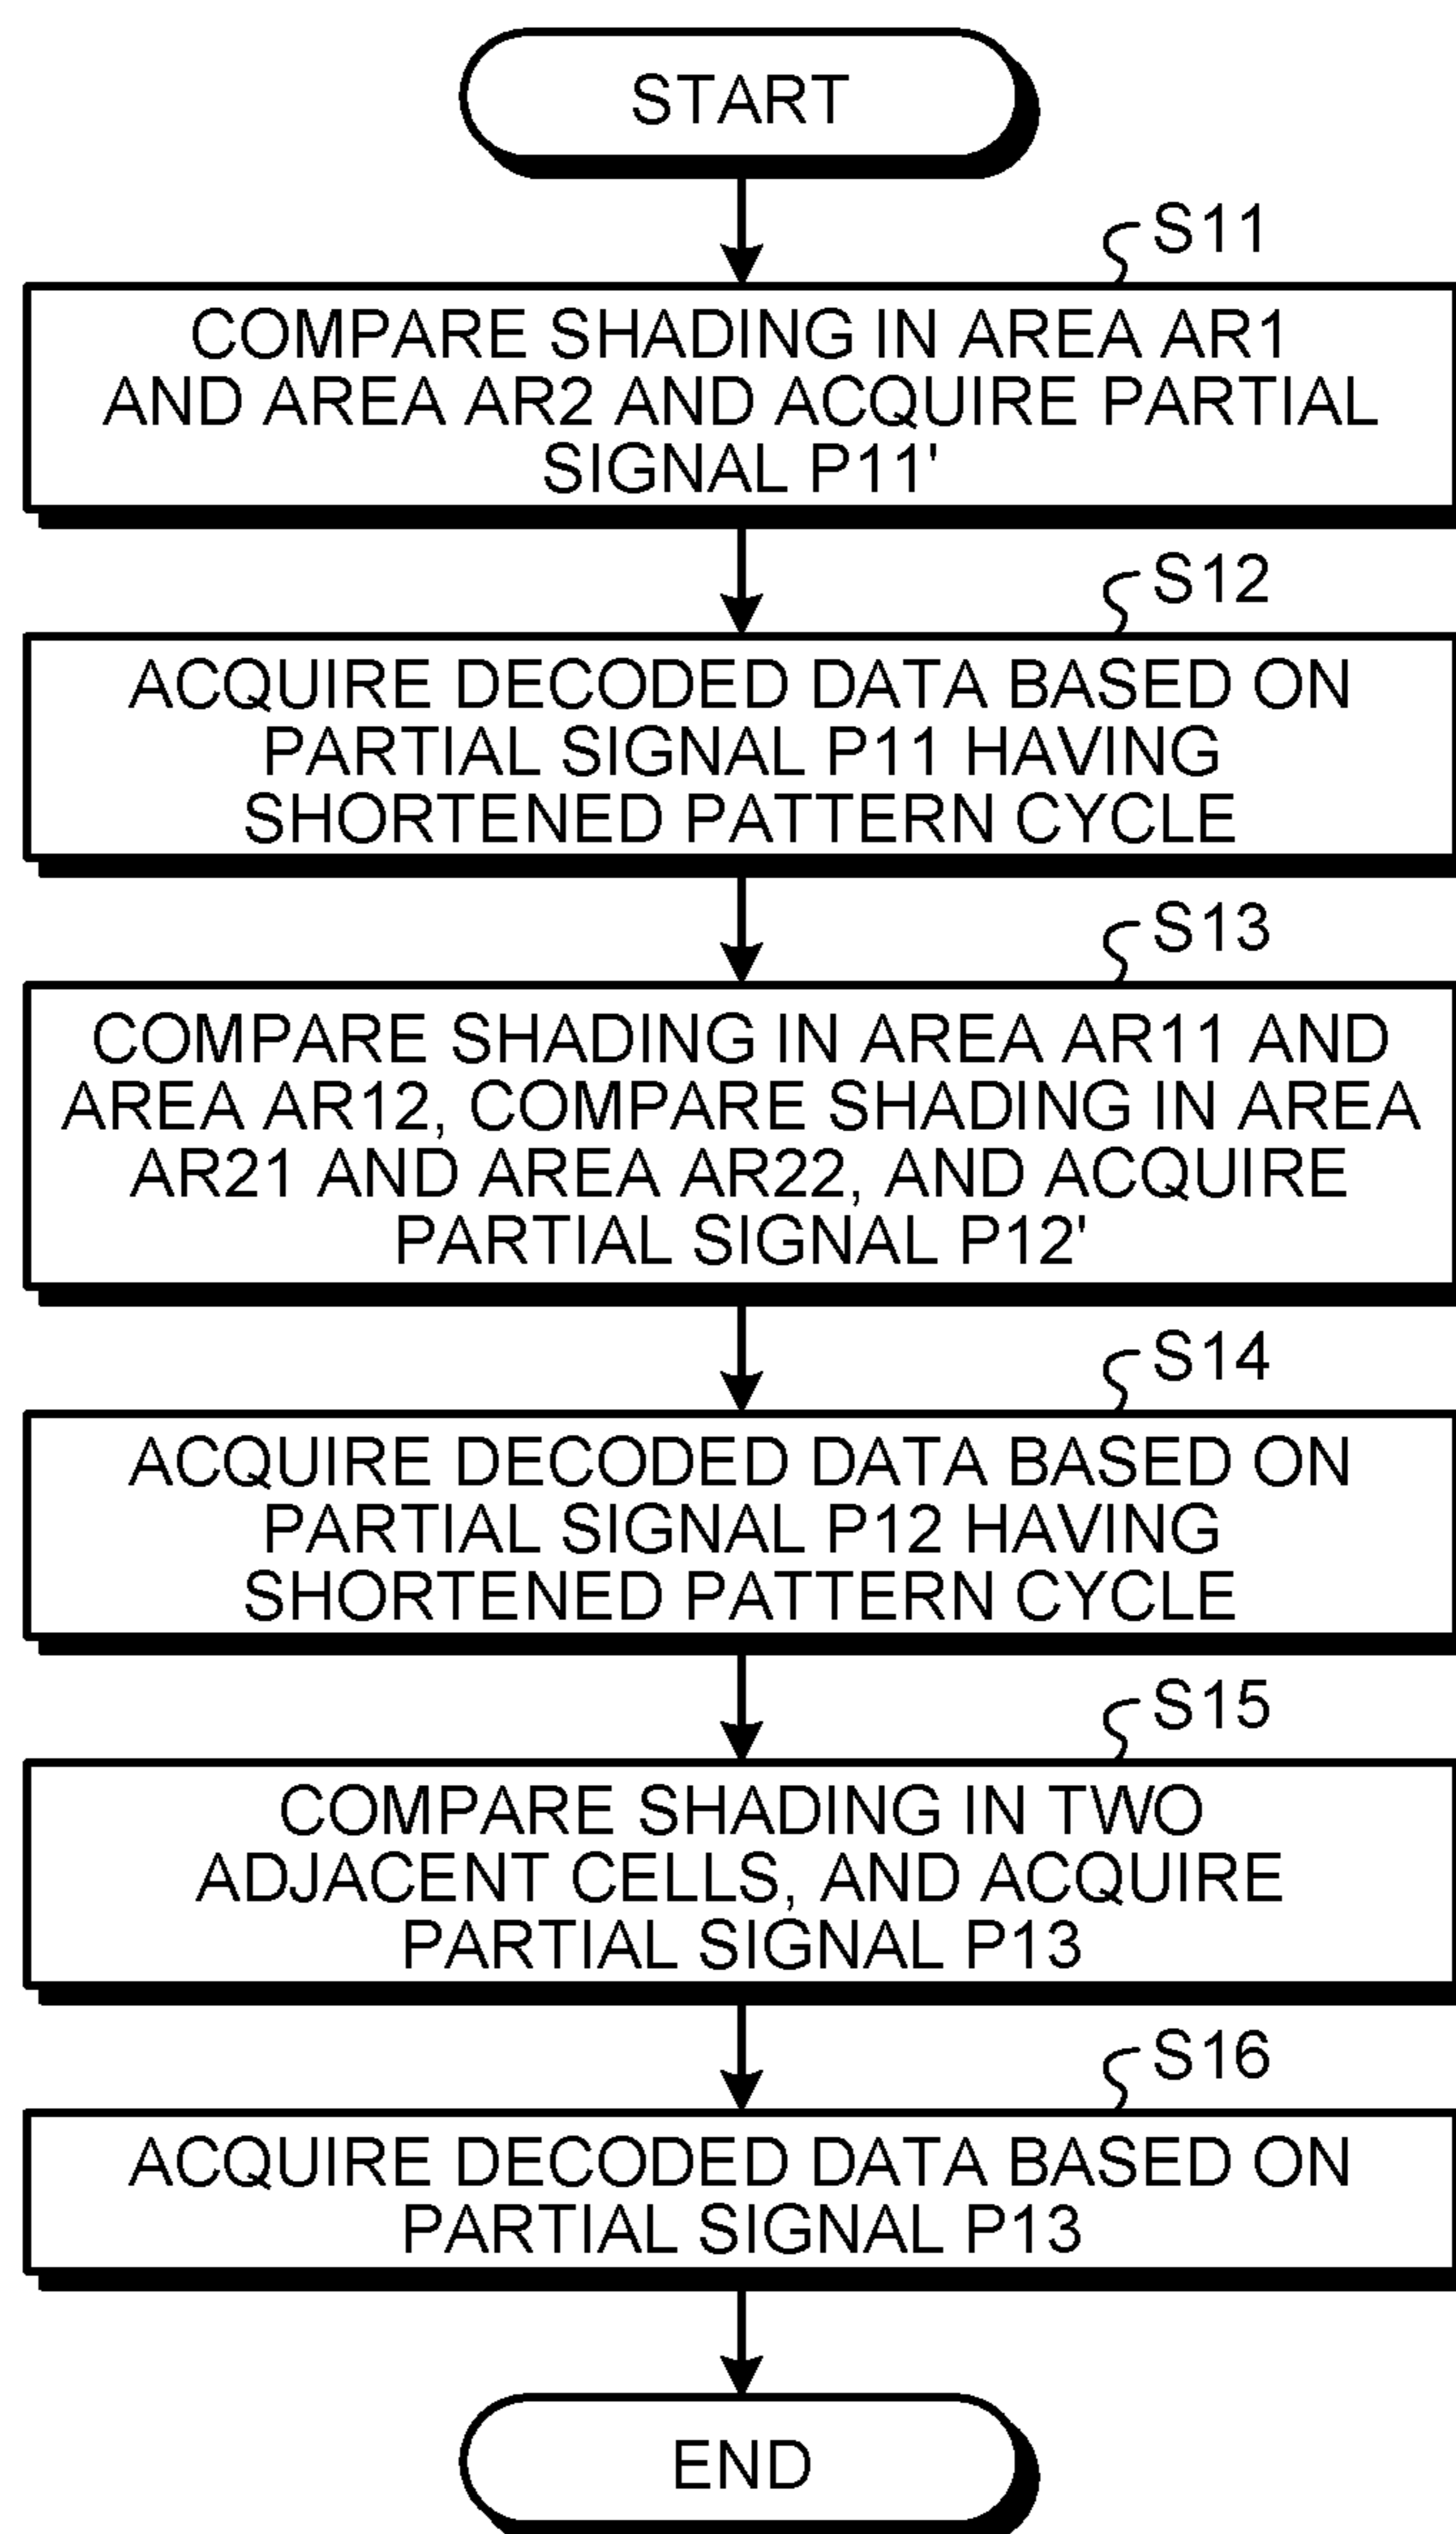 START
S11
COMPARE SHADING IN AREA AR1
AND AREA AR2 AND ACQUIRE PARTIAL
SIGNAL P11'
S12
ACQUIRE DECODED DATA BASED ON
PARTIAL SIGNAL P11 HAVING
SHORTENED PATTERN CYCLE
S13
COMPARE SHADING IN AREA AR11 AND
AREA AR12, COMPARE SHADING IN AREA
AR21 AND AREA AR22, AND ACQUIRE
PARTIAL SIGNAL P12'
S14
ACQUIRE DECODED DATA BASED ON
PARTIAL SIGNAL P12 HAVING
SHORTENED PATTERN CYCLE
S15
COMPARE SHADING IN TWO
ADJACENT CELLS, AND ACQUIRE
PARTIAL SIGNAL P13
S16
ACQUIRE DECODED DATA BASED ON
PARTIAL SIGNAL P13
END